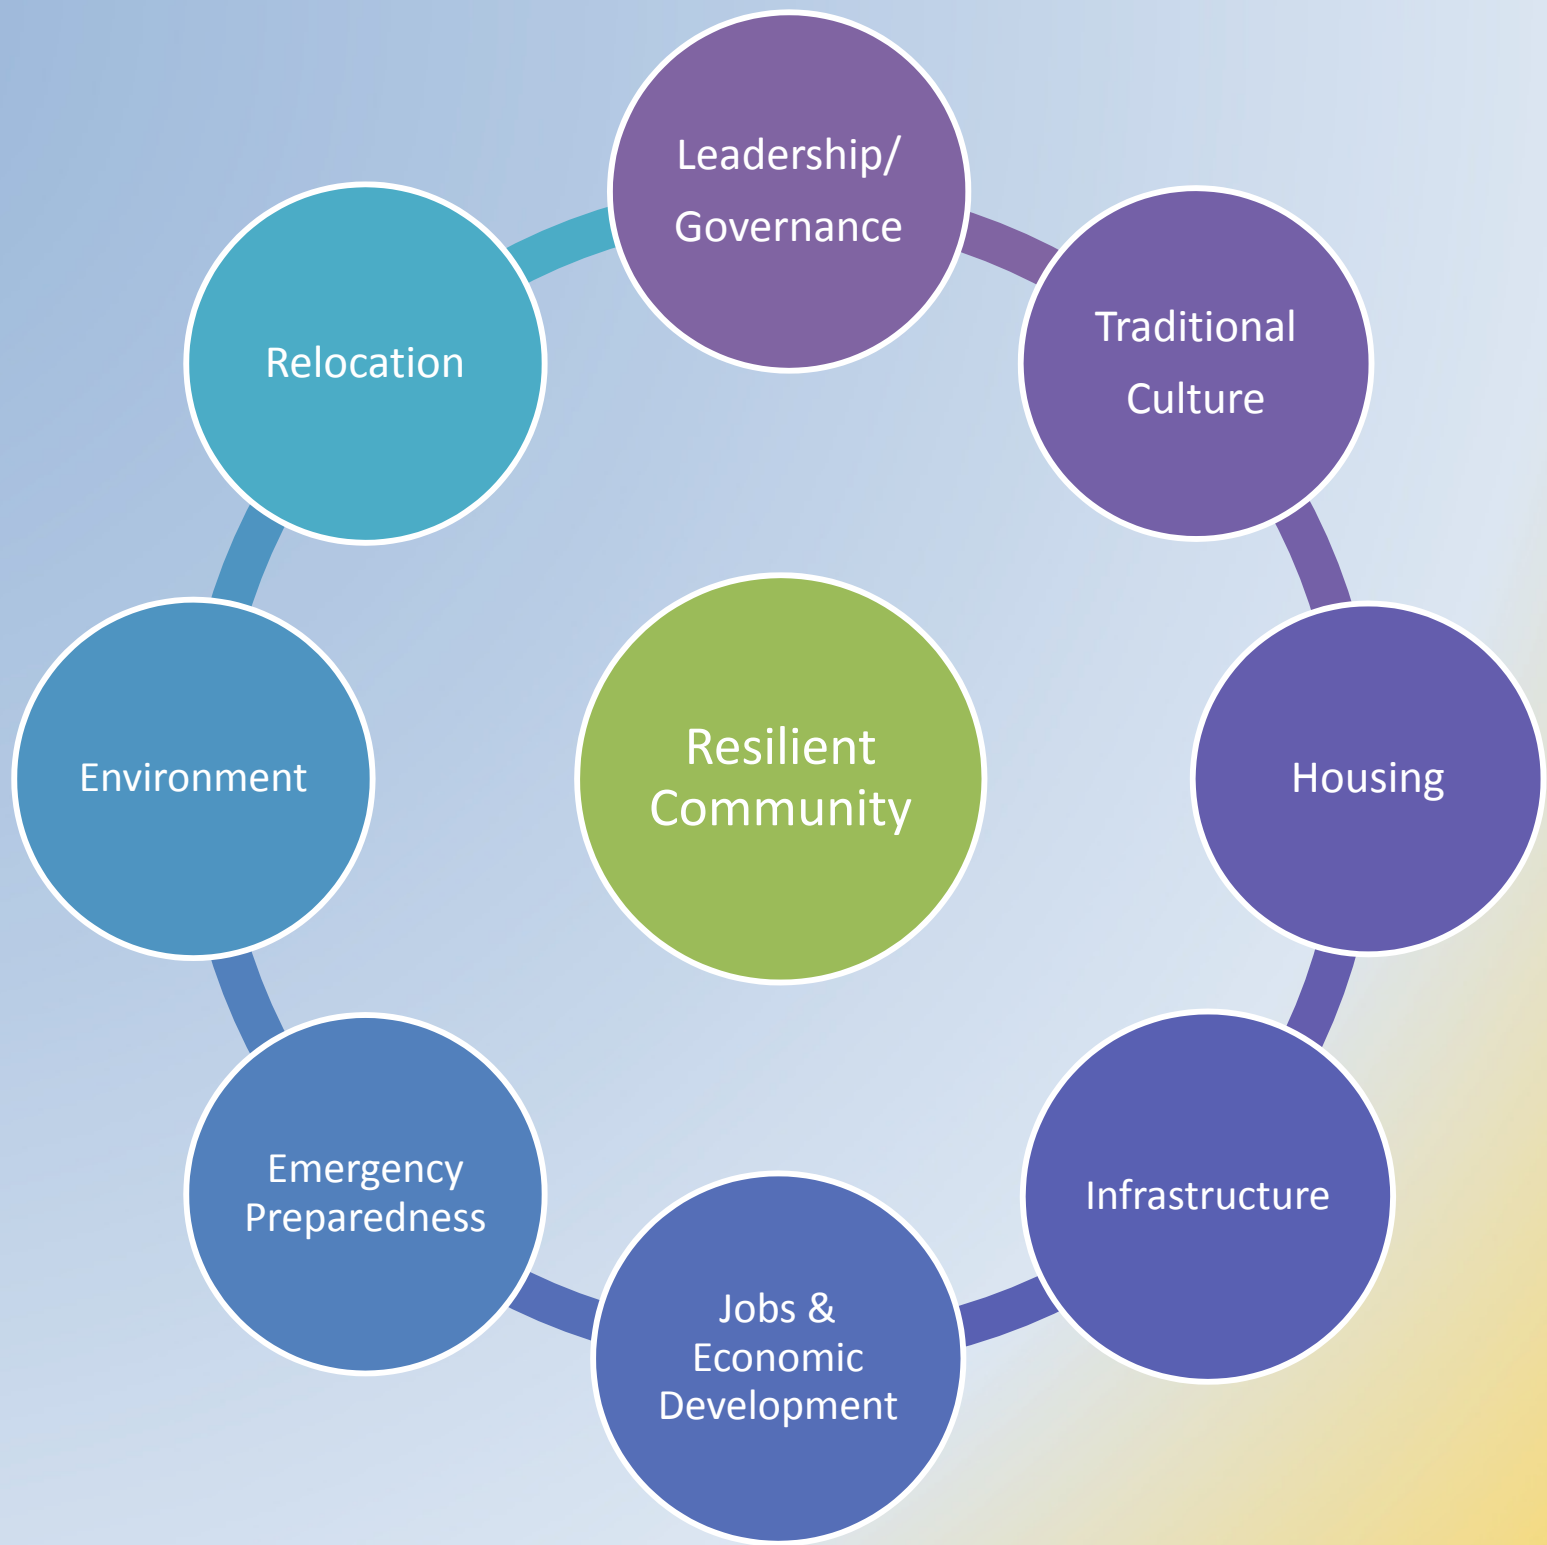 Leadership/
Governance
Traditional
Culture
Housing
Infrastructure
Jobs &
Economic
Development
Emergency
Preparedness
Environment
Relocation
Resilient
Community